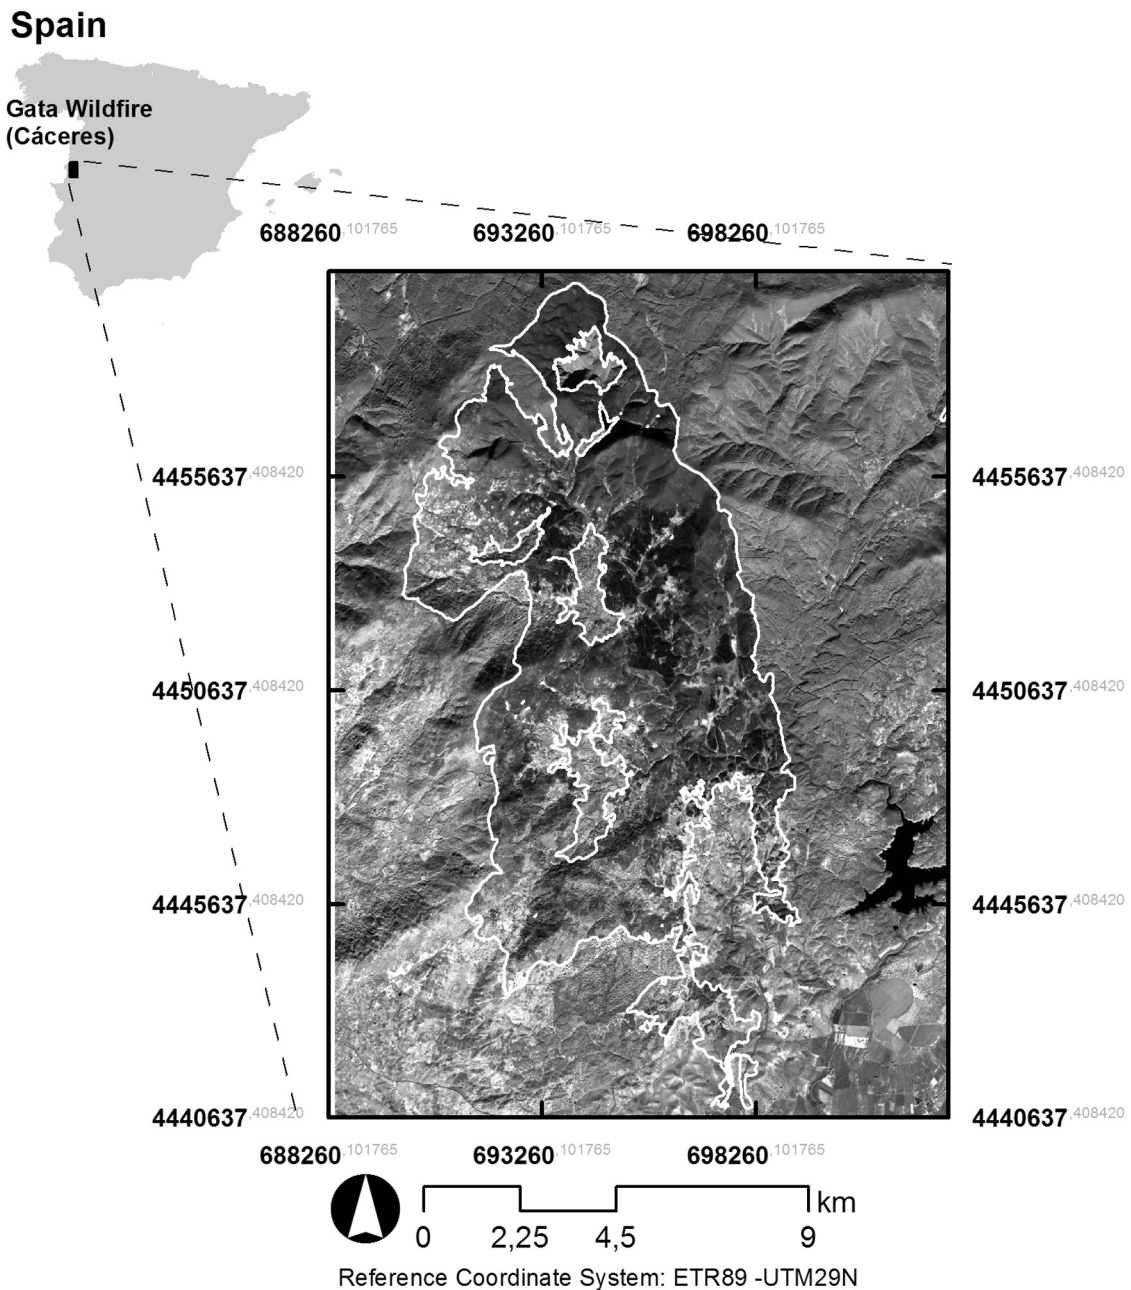 Spain
Gata Wildfire
(Cáceres)
688260,101765 693260,101765 698260,101765
4455637,408420 4455637,408420
4450637,408420 4450637,408420
4445637,408420 4445637,408420
4440637,408420 4440637,408420
688260,101765 693260,101765 698260,101765
km
0 2,25 4,5 9
Reference Coordinate System: ETR89 -UTM29N